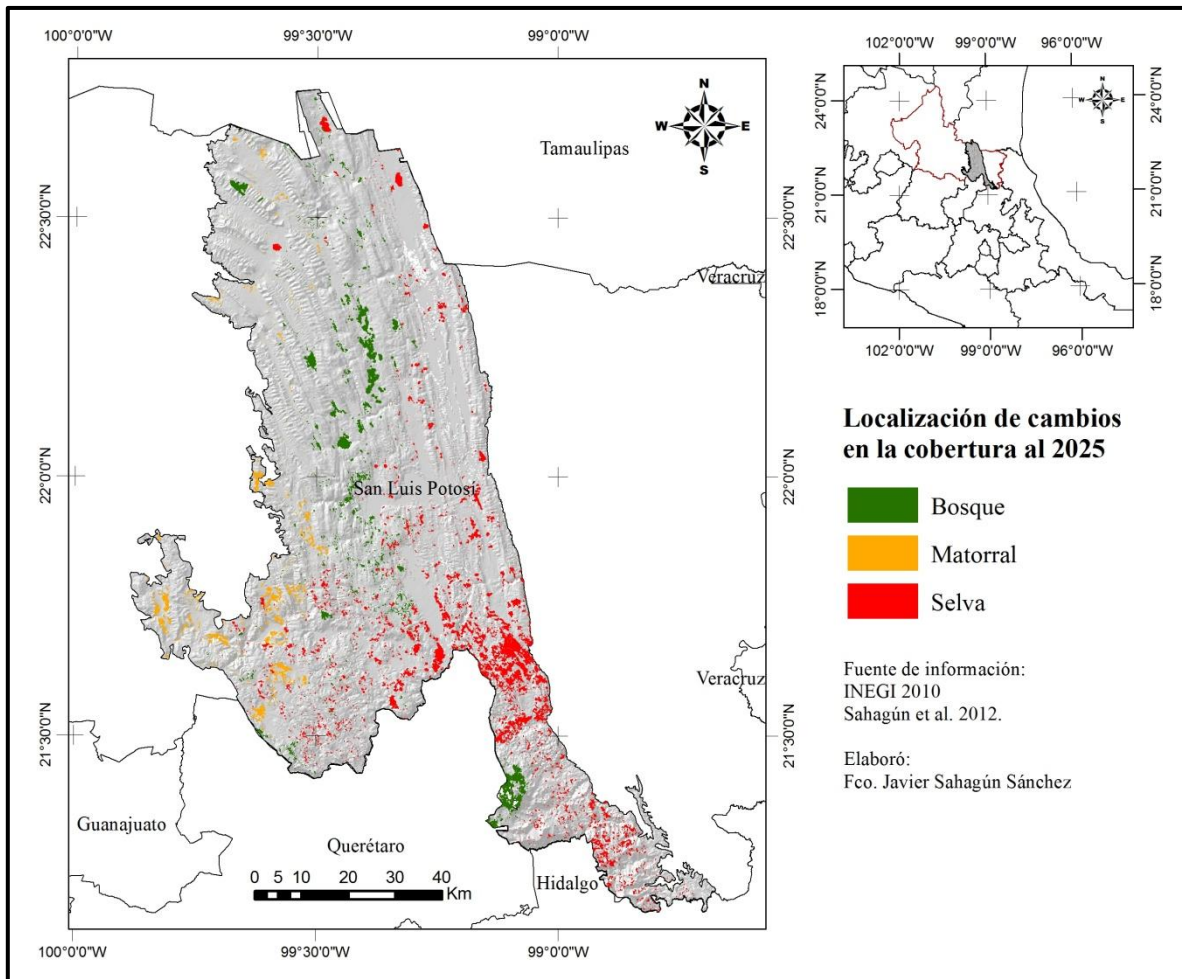 100°0'0"W
99°30'0"W
99°0'0"W
N
W
E
S
Tamaulipas
22°30'0"N
22°30'0"N
Veracruz
San Luis Potosí
22°0'0"N
22°0'0"N
Veracruz
21°30'0"N
21°30'0"N
Guanajuato
Querétaro
Hidalgo
0 5 10 20 30 40
Km
100°0'0"W
99°30'0"W
99°0'0"W
102°0'0"W
99°0'0"W
96°0'0"W
N
W
E
S
24°0'0"N
24°0'0"N
21°0'0"N
21°0'0"N
18°0'0"N
18°0'0"N
102°0'0"W
99°0'0"W
96°0'0"W
Localización de cambios
en la cobertura al 2025
Bosque
Matorral
Selva
Fuente de información:
INEGI 2010
Sahagún et al. 2012.
Elaboró:
Fco. Javier Sahagún Sánchez